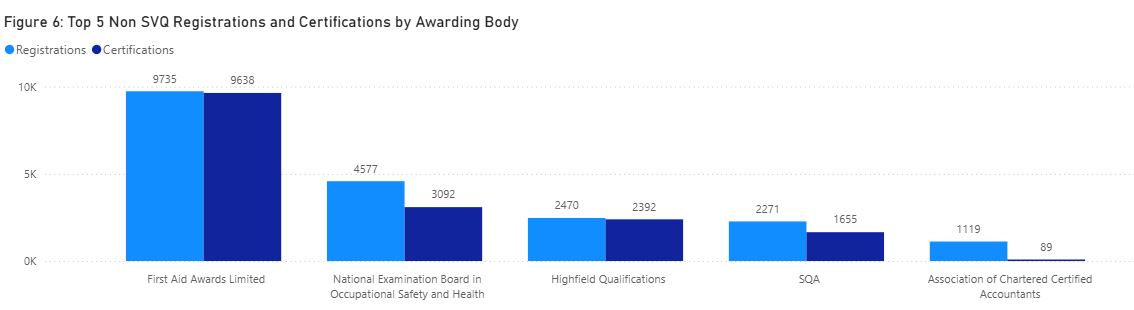 Figure 6: Top 5 Non SVQ Registrations and Certifications by Awarding Body
Registrations Certifications
9735 9638
10K
4577
3092
5K
2470 2392
2271
1655
1119
89
0K
First Aid Awards Limited
National Examination Board in
Occupational Safety and Health
Highfield Qualifications
SQA
Association of Chartered Certified
Accountants